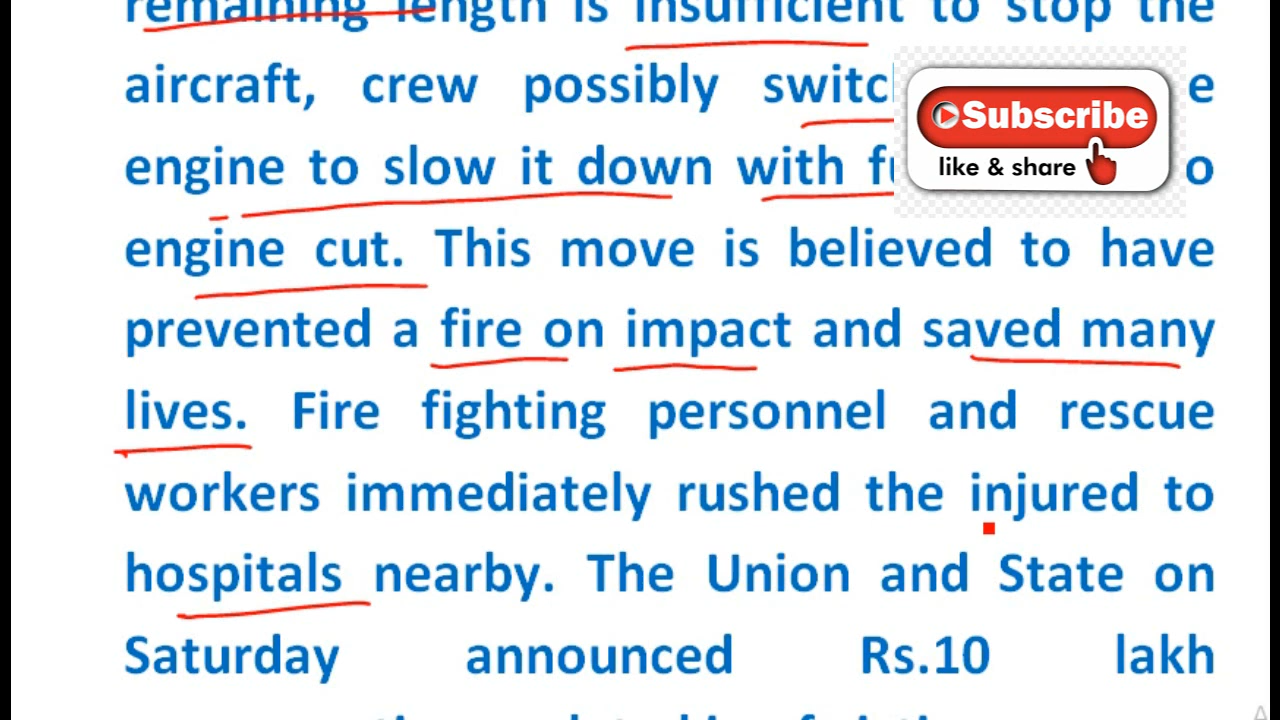 remaining length is insufficient to stop the
aircraft, crew possibly
engine to slow it down with
engine cut. This move is believed to have
prevented a fire on impact and saved many
lives. Fire fighting personnel and rescue
workers immediately rushed the injured to
hospitals nearby. The Union and State on
Saturday announced Rs.10 lakh
Subscribe
like & share